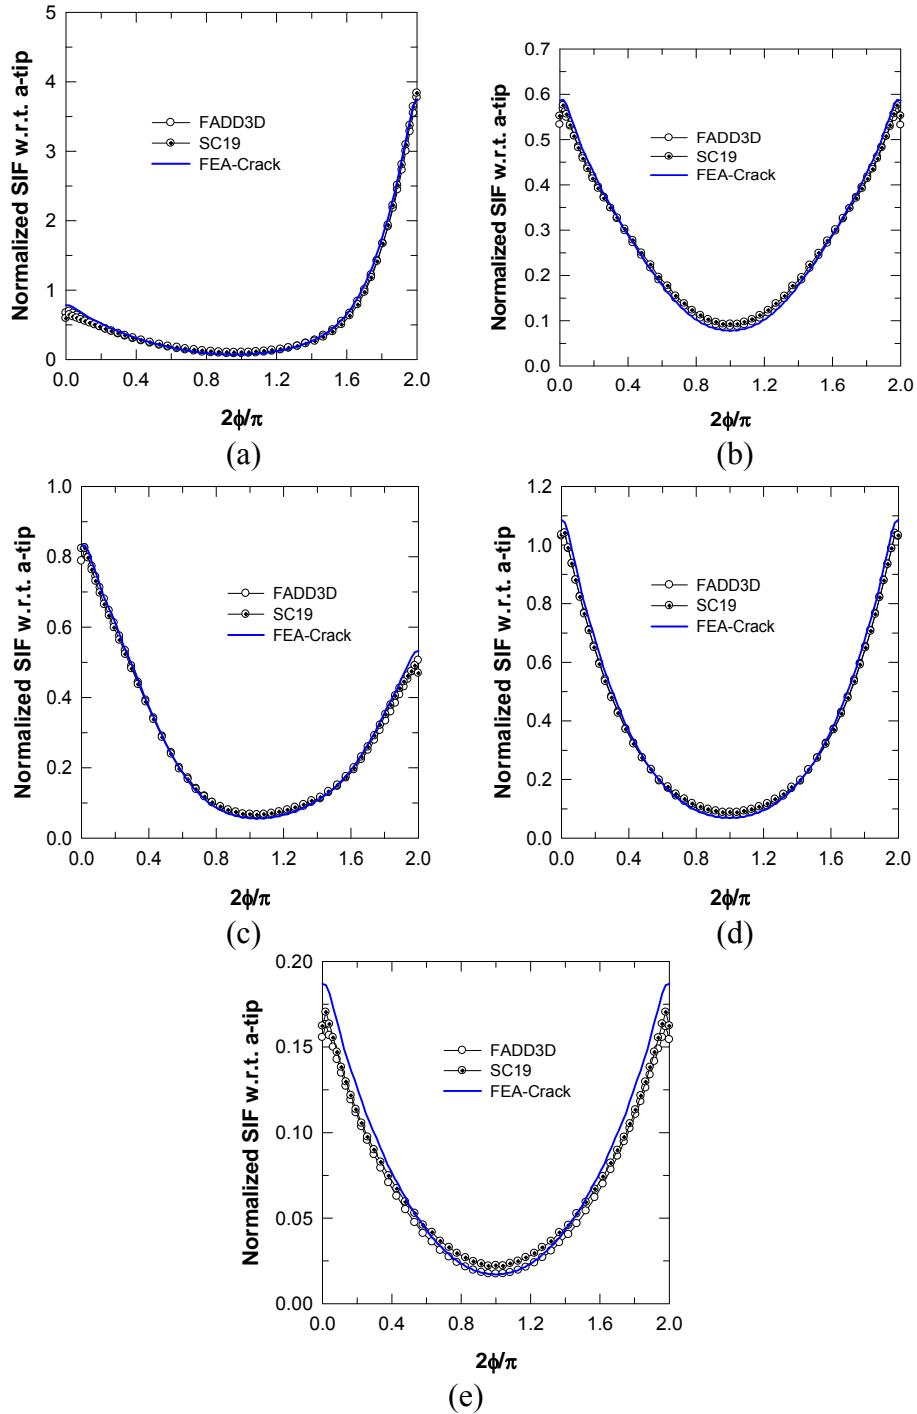 Normalized SIF w.r.t. a-tip
5
4
3
2
1
0
FADD3D
SC19
FEA-Crack
0.0 0.4 0.8 1.2 1.6 2.0
2ϕ/π
(a)
Normalized SIF w.r.t. a-tip
0.7
0.6
0.5
0.4
0.3
0.2
0.1
0.0
FADD3D
SC19
FEA-Crack
0.0 0.4 0.8 1.2 1.6 2.0
2ϕ/π
(b)
Normalized SIF w.r.t. a-tip
1.0
0.8
0.6
0.4
0.2
0.0
FADD3D
SC19
FEA-Crack
0.0 0.4 0.8 1.2 1.6 2.0
2ϕ/π
(c)
Normalized SIF w.r.t. a-tip
1.2
1.0
0.8
0.6
0.4
0.2
0.0
FADD3D
SC19
FEA-Crack
0.0 0.4 0.8 1.2 1.6 2.0
2ϕ/π
(d)
Normalized SIF w.r.t. a-tip
0.20
0.15
0.10
0.05
0.00
FADD3D
SC19
FEA-Crack
0.0 0.4 0.8 1.2 1.6 2.0
2ϕ/π
(e)